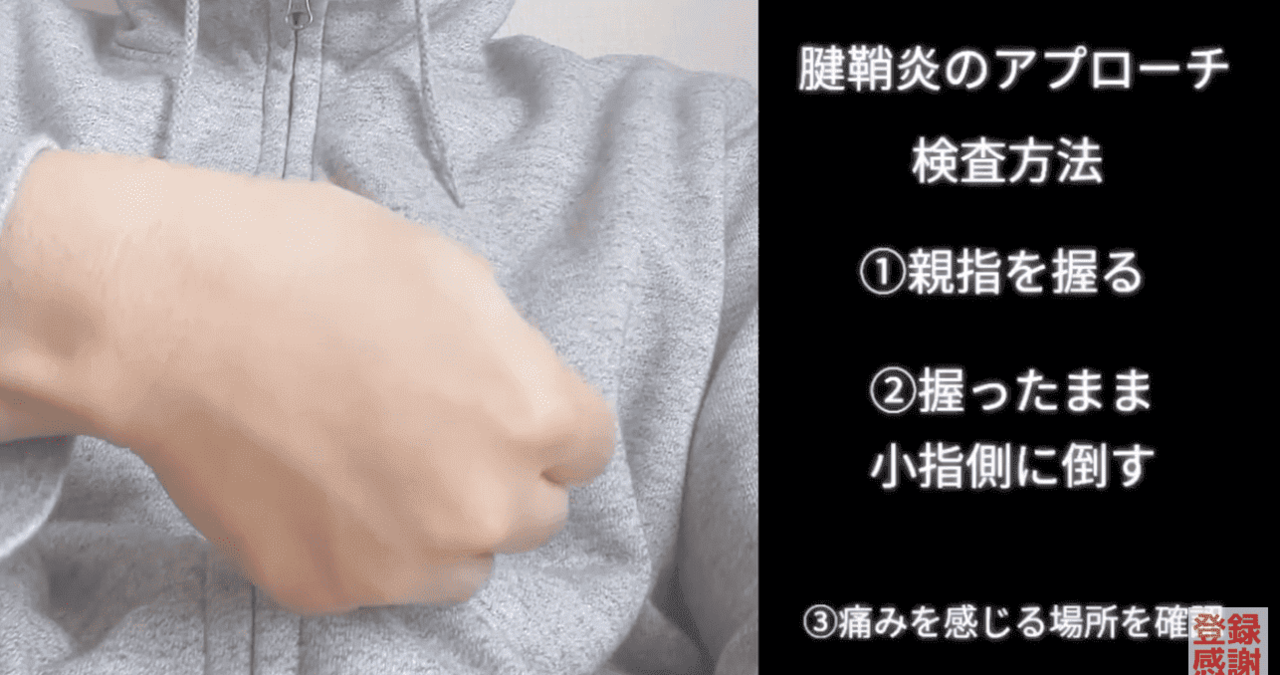 腱鞘炎のアプローチ
検査方法
①親指を握る
②握ったまま
小指側に倒す
③痛みを感じる場所を確認
登録
感謝